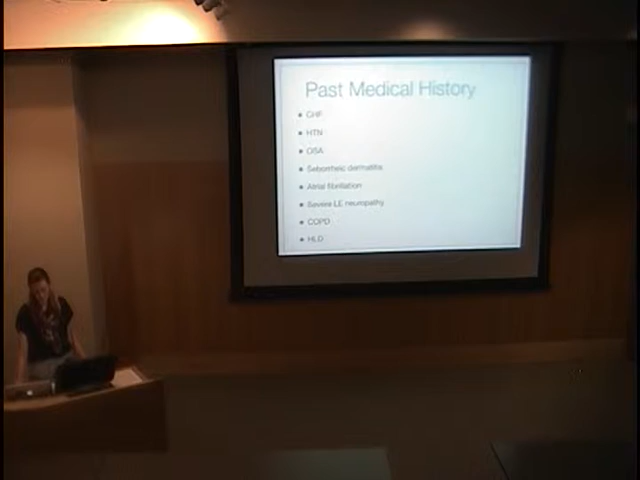 Past Medical History
• CHF
• HTN
• OSA
• Seborrheic dermatitis
• Atrial fibrillation
• Severe LE neuropathy
• COPD
• HLD